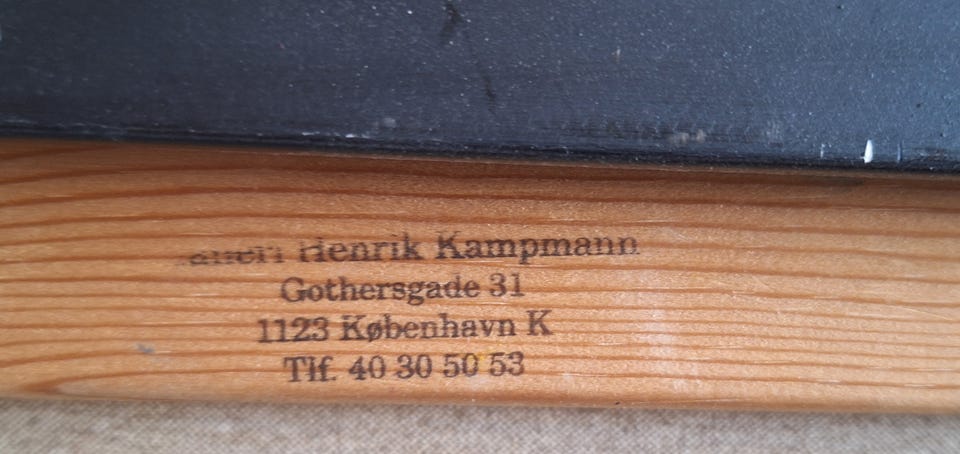 Henrik Kampmann
Gothersgade 31
1123 København K
Tlf. 40 30 50 53